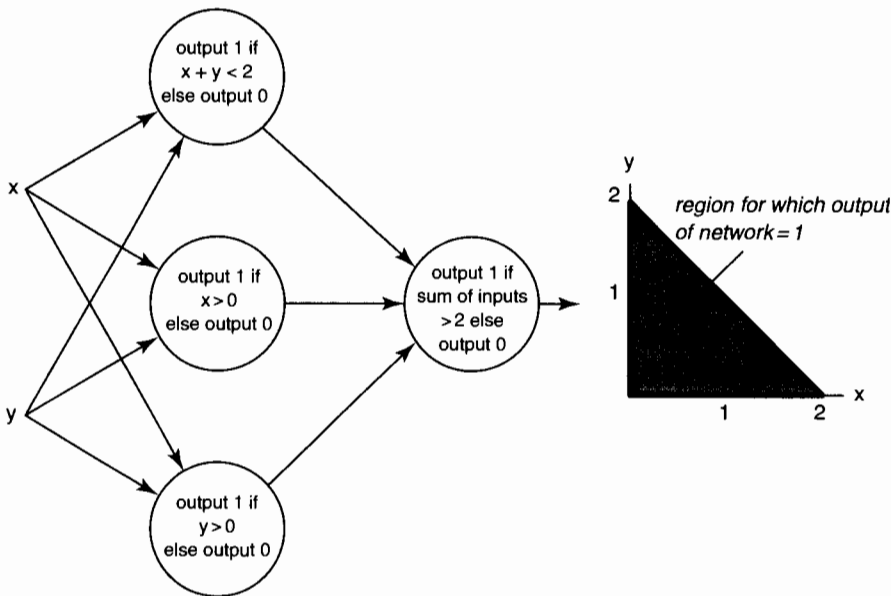 output 1 if
x + y < 2
else output 0
x
output 1 if
x > 0
else output 0
y
output 1 if
y > 0
else output 0
output 1 if
sum of inputs
>2 else
output 0
y
2
region for which output
of network = 1
1
x
1
2